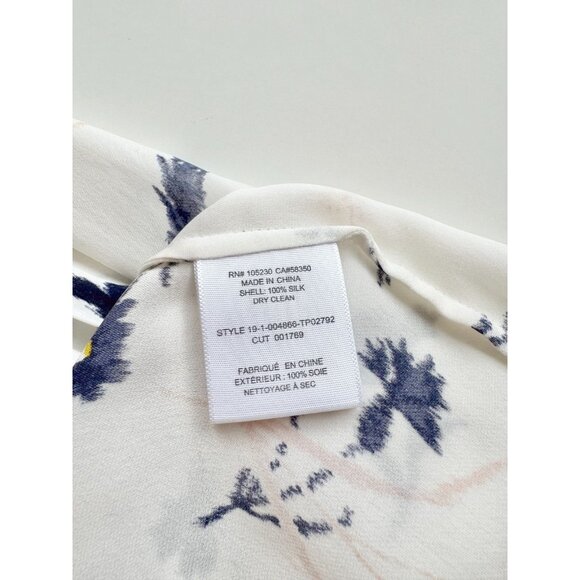 RN# 105230 CA#58350
MADE IN CHINA
SHELL: 100% SILK
DRY CLEAN
STYLE 19-1-004866-TP02792
CUT 001769
FABRIQUÉ EN CHINE
EXTÉRIEUR : 100% SOIE
NETTOYAGE À SEC